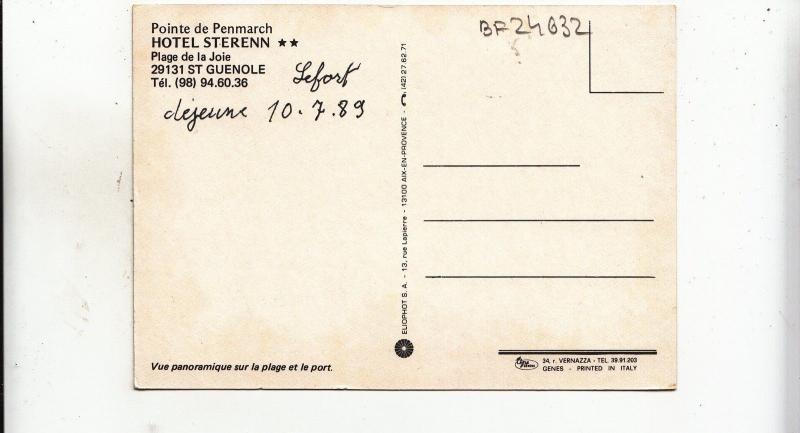 Pointe de Penmarch
HOTEL STERENN ★★
Plage de la Joie
29131 ST GUENOLE
Tél. (98) 94.60.36
Lefort
dejeune 10.7.89
Vue panoramique sur la plage et le port.
ELIOPHOT S.A. - 13, rue Lapierre - 13100 AIX-EN-PROVENCE - (42) 27.62.71
BF24632
34, r. VERNAZZA - TEL. 39.91.203
GENES - PRINTED IN ITALY